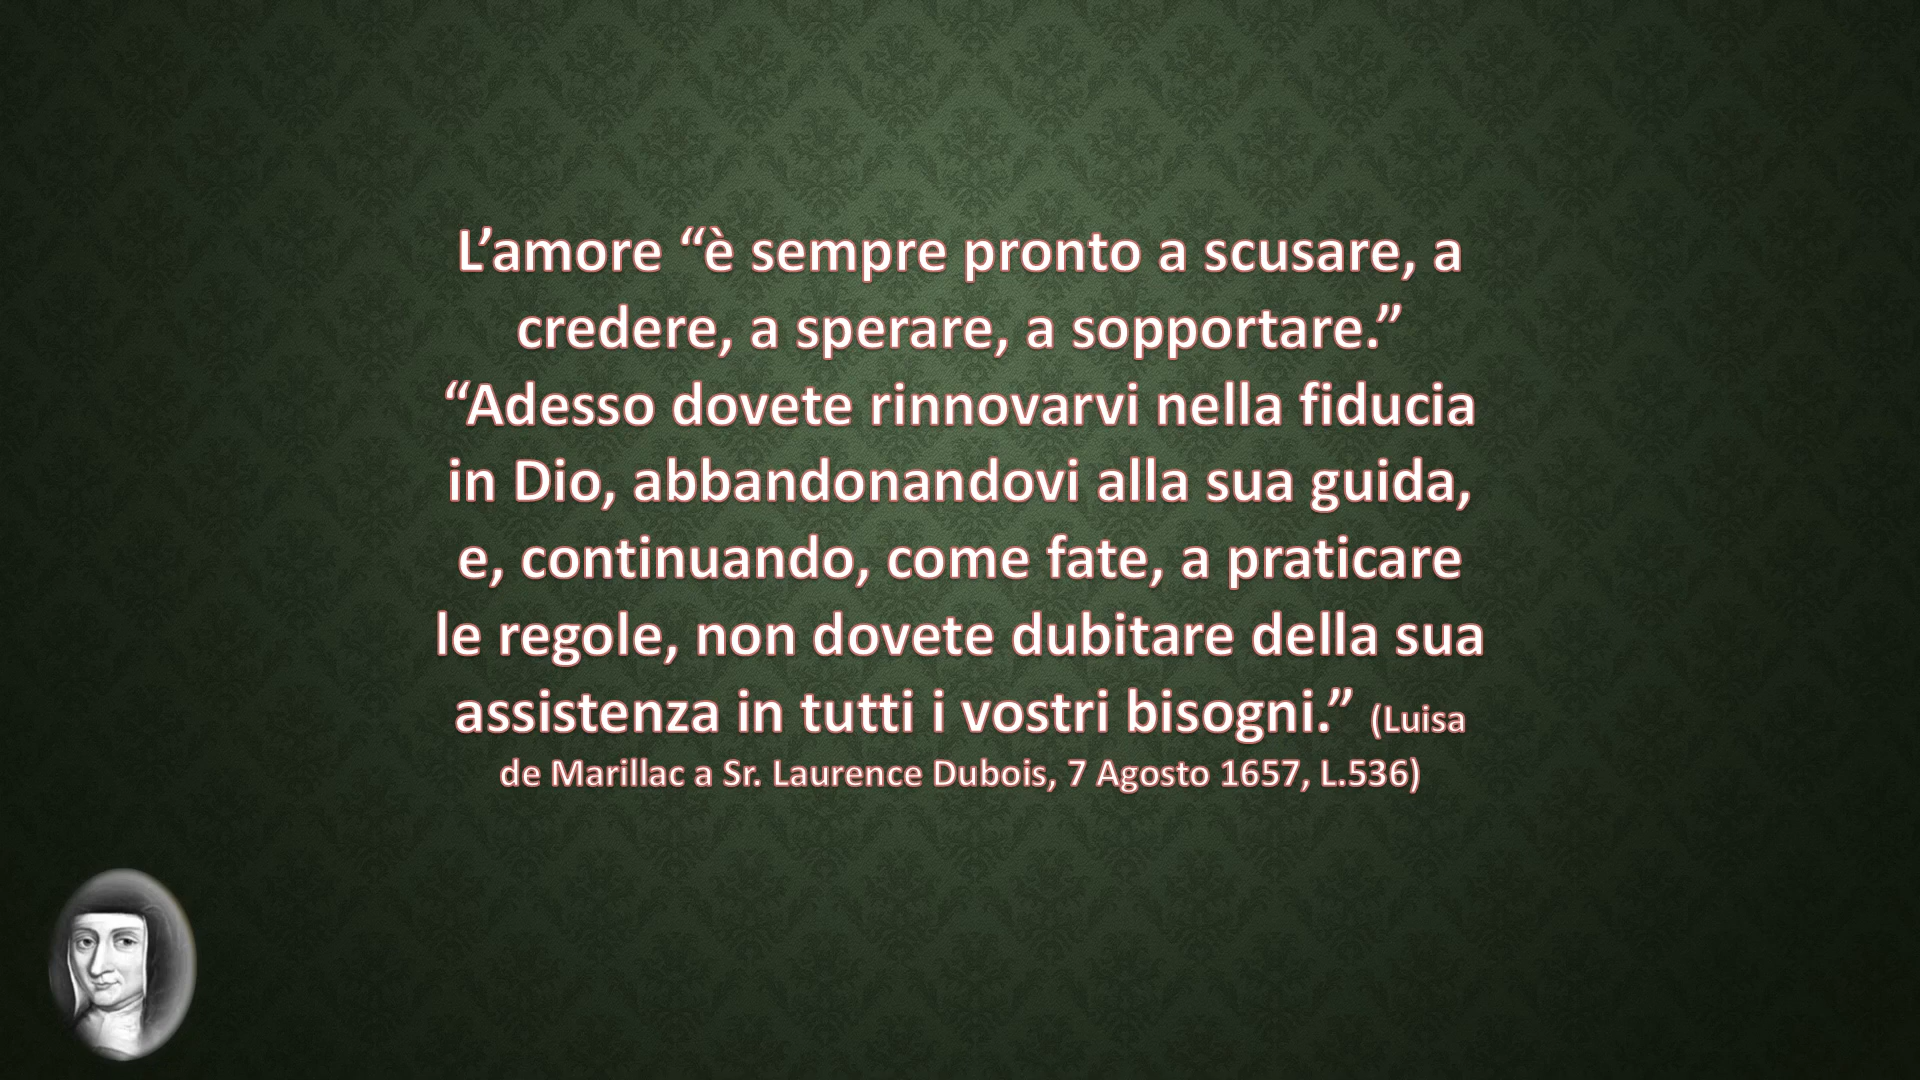 L’amore “è sempre pronto a scusare, a
credere, a sperare, a sopportare.”
“Adesso dovete rinnovarvi nella fiducia
in Dio, abbandonandovi alla sua guida,
e, continuando, come fate, a praticare
le regole, non dovete dubitare della sua
assistenza in tutti i vostri bisogni.” (Luisa
de Marillac a Sr. Laurence Dubois, 7 Agosto 1657, L.536)